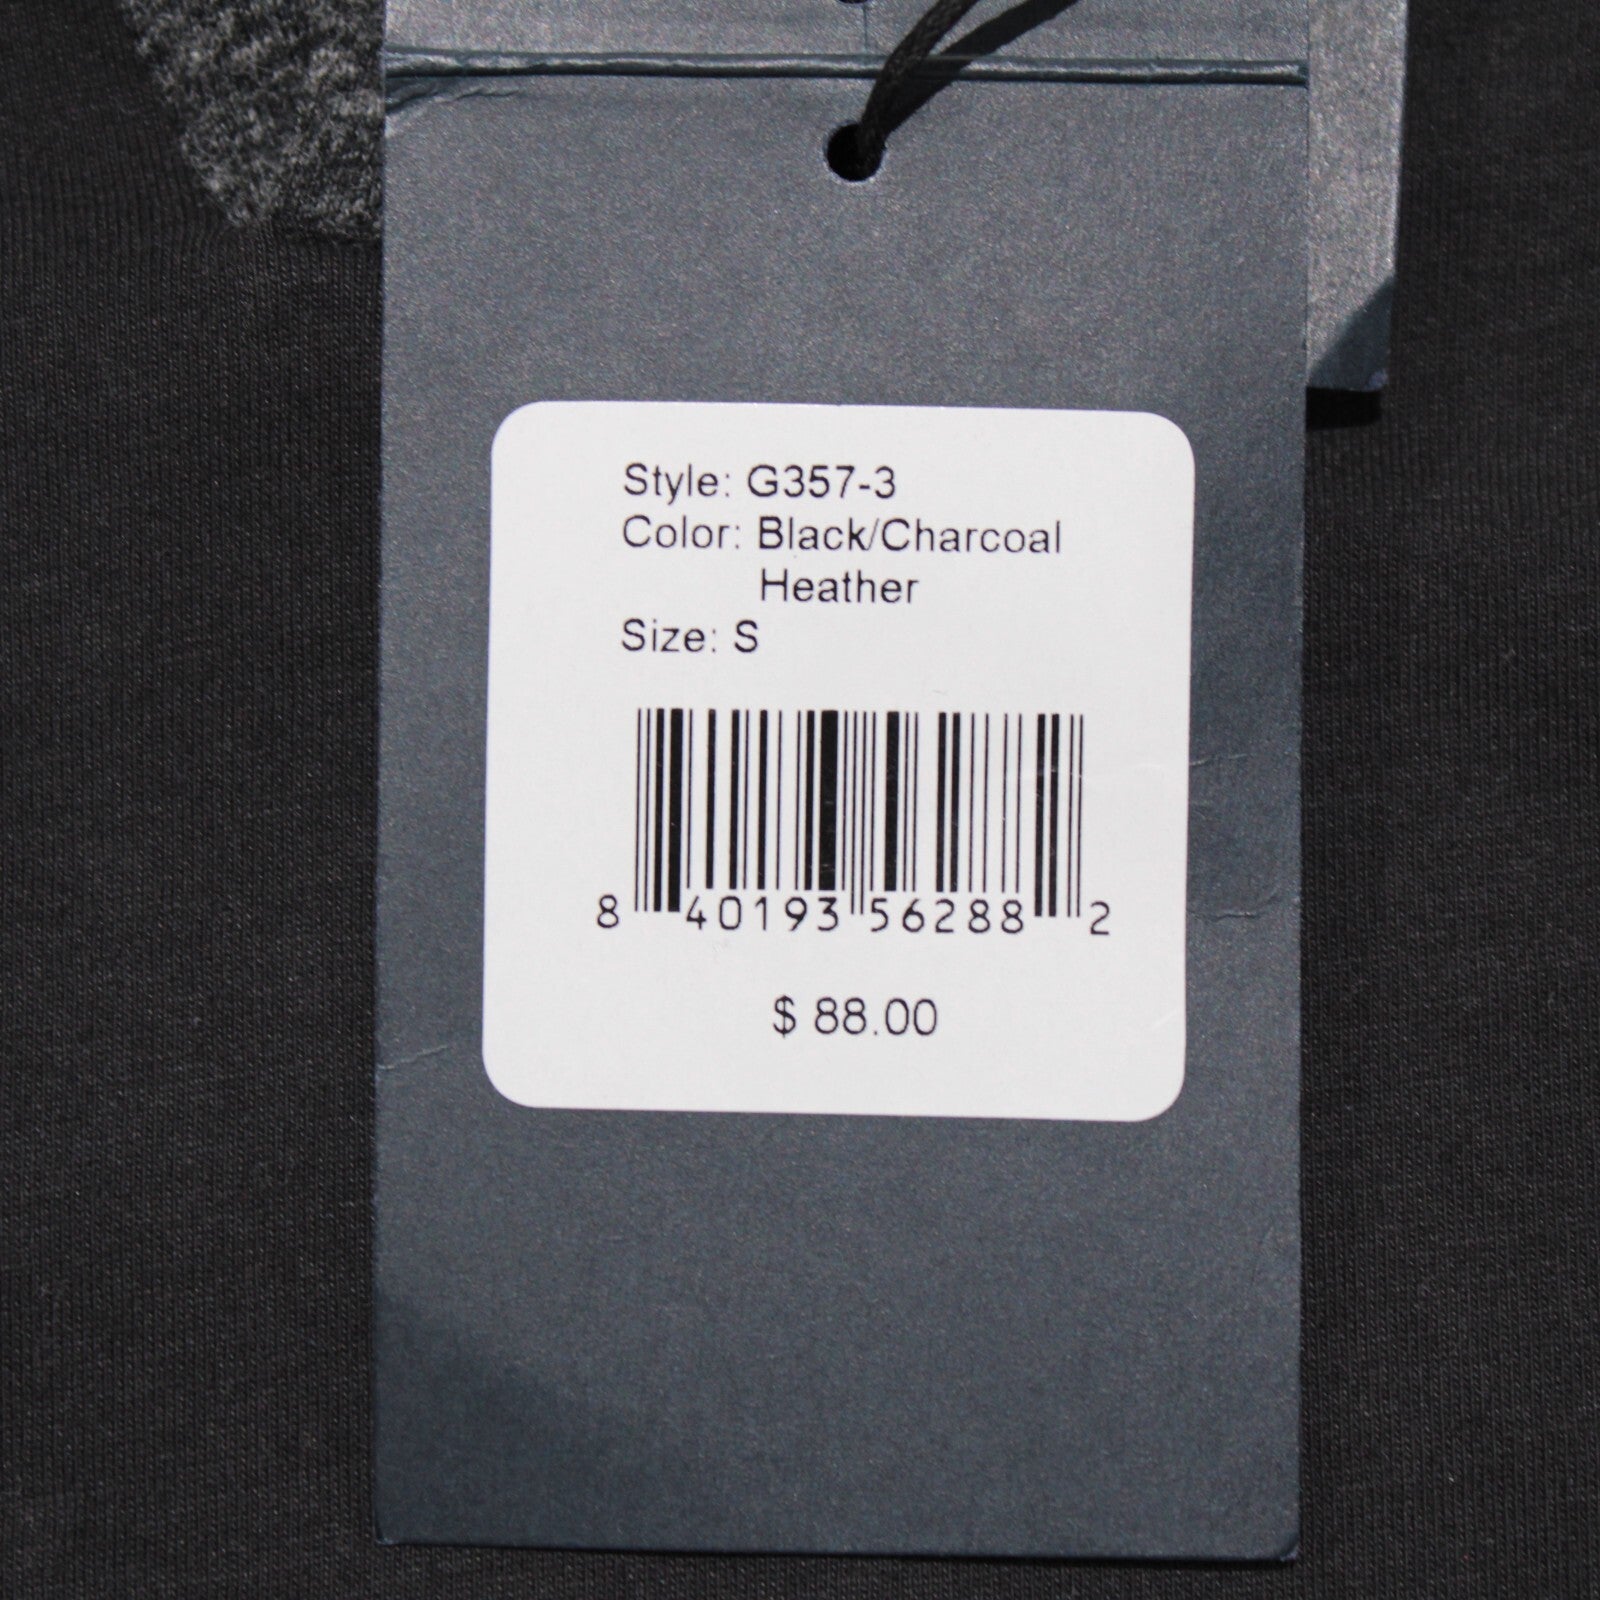 Style: G357-3
Color: Black/Charcoal
Heather
Size: S
8 40193 56288 2
$ 88.00